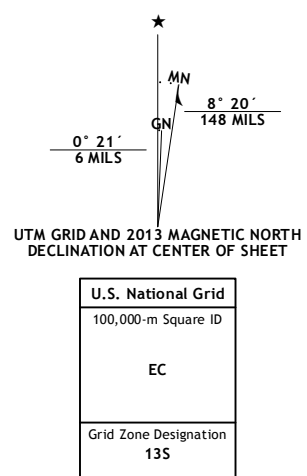 MN
GN
8° 20´
148 MILS
0° 21´
6 MILS
UTM GRID AND 2013 MAGNETIC NORTH
DECLINATION AT CENTER OF SHEET
U.S. National Grid
100,000-m Square ID
EC
Grid Zone Designation
13S